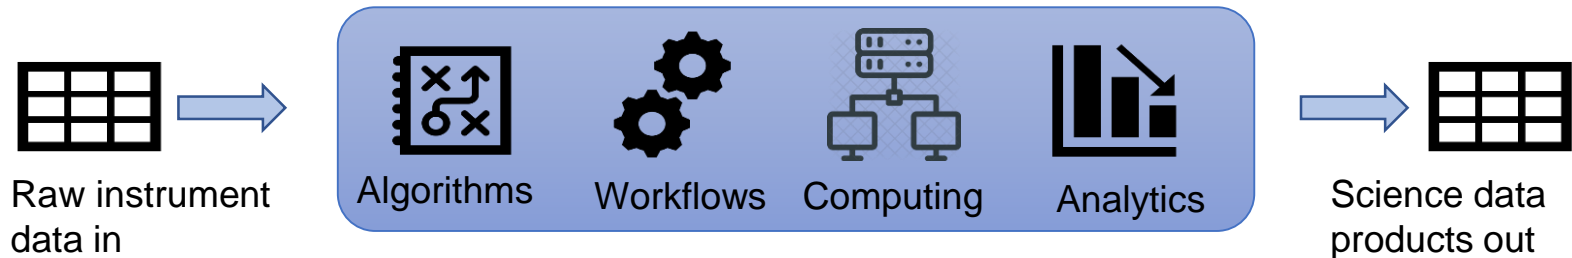 Raw instrument
data in
Algorithms
Workflows
Computing
Analytics
Science data
products out